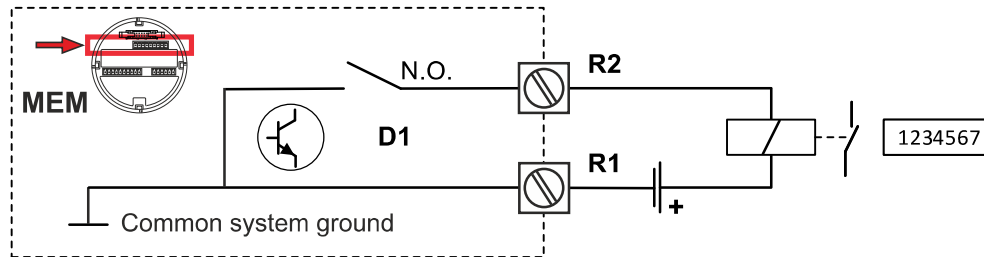 N.O.
R2
MEM
D1
1234567
R1
+
Common system ground